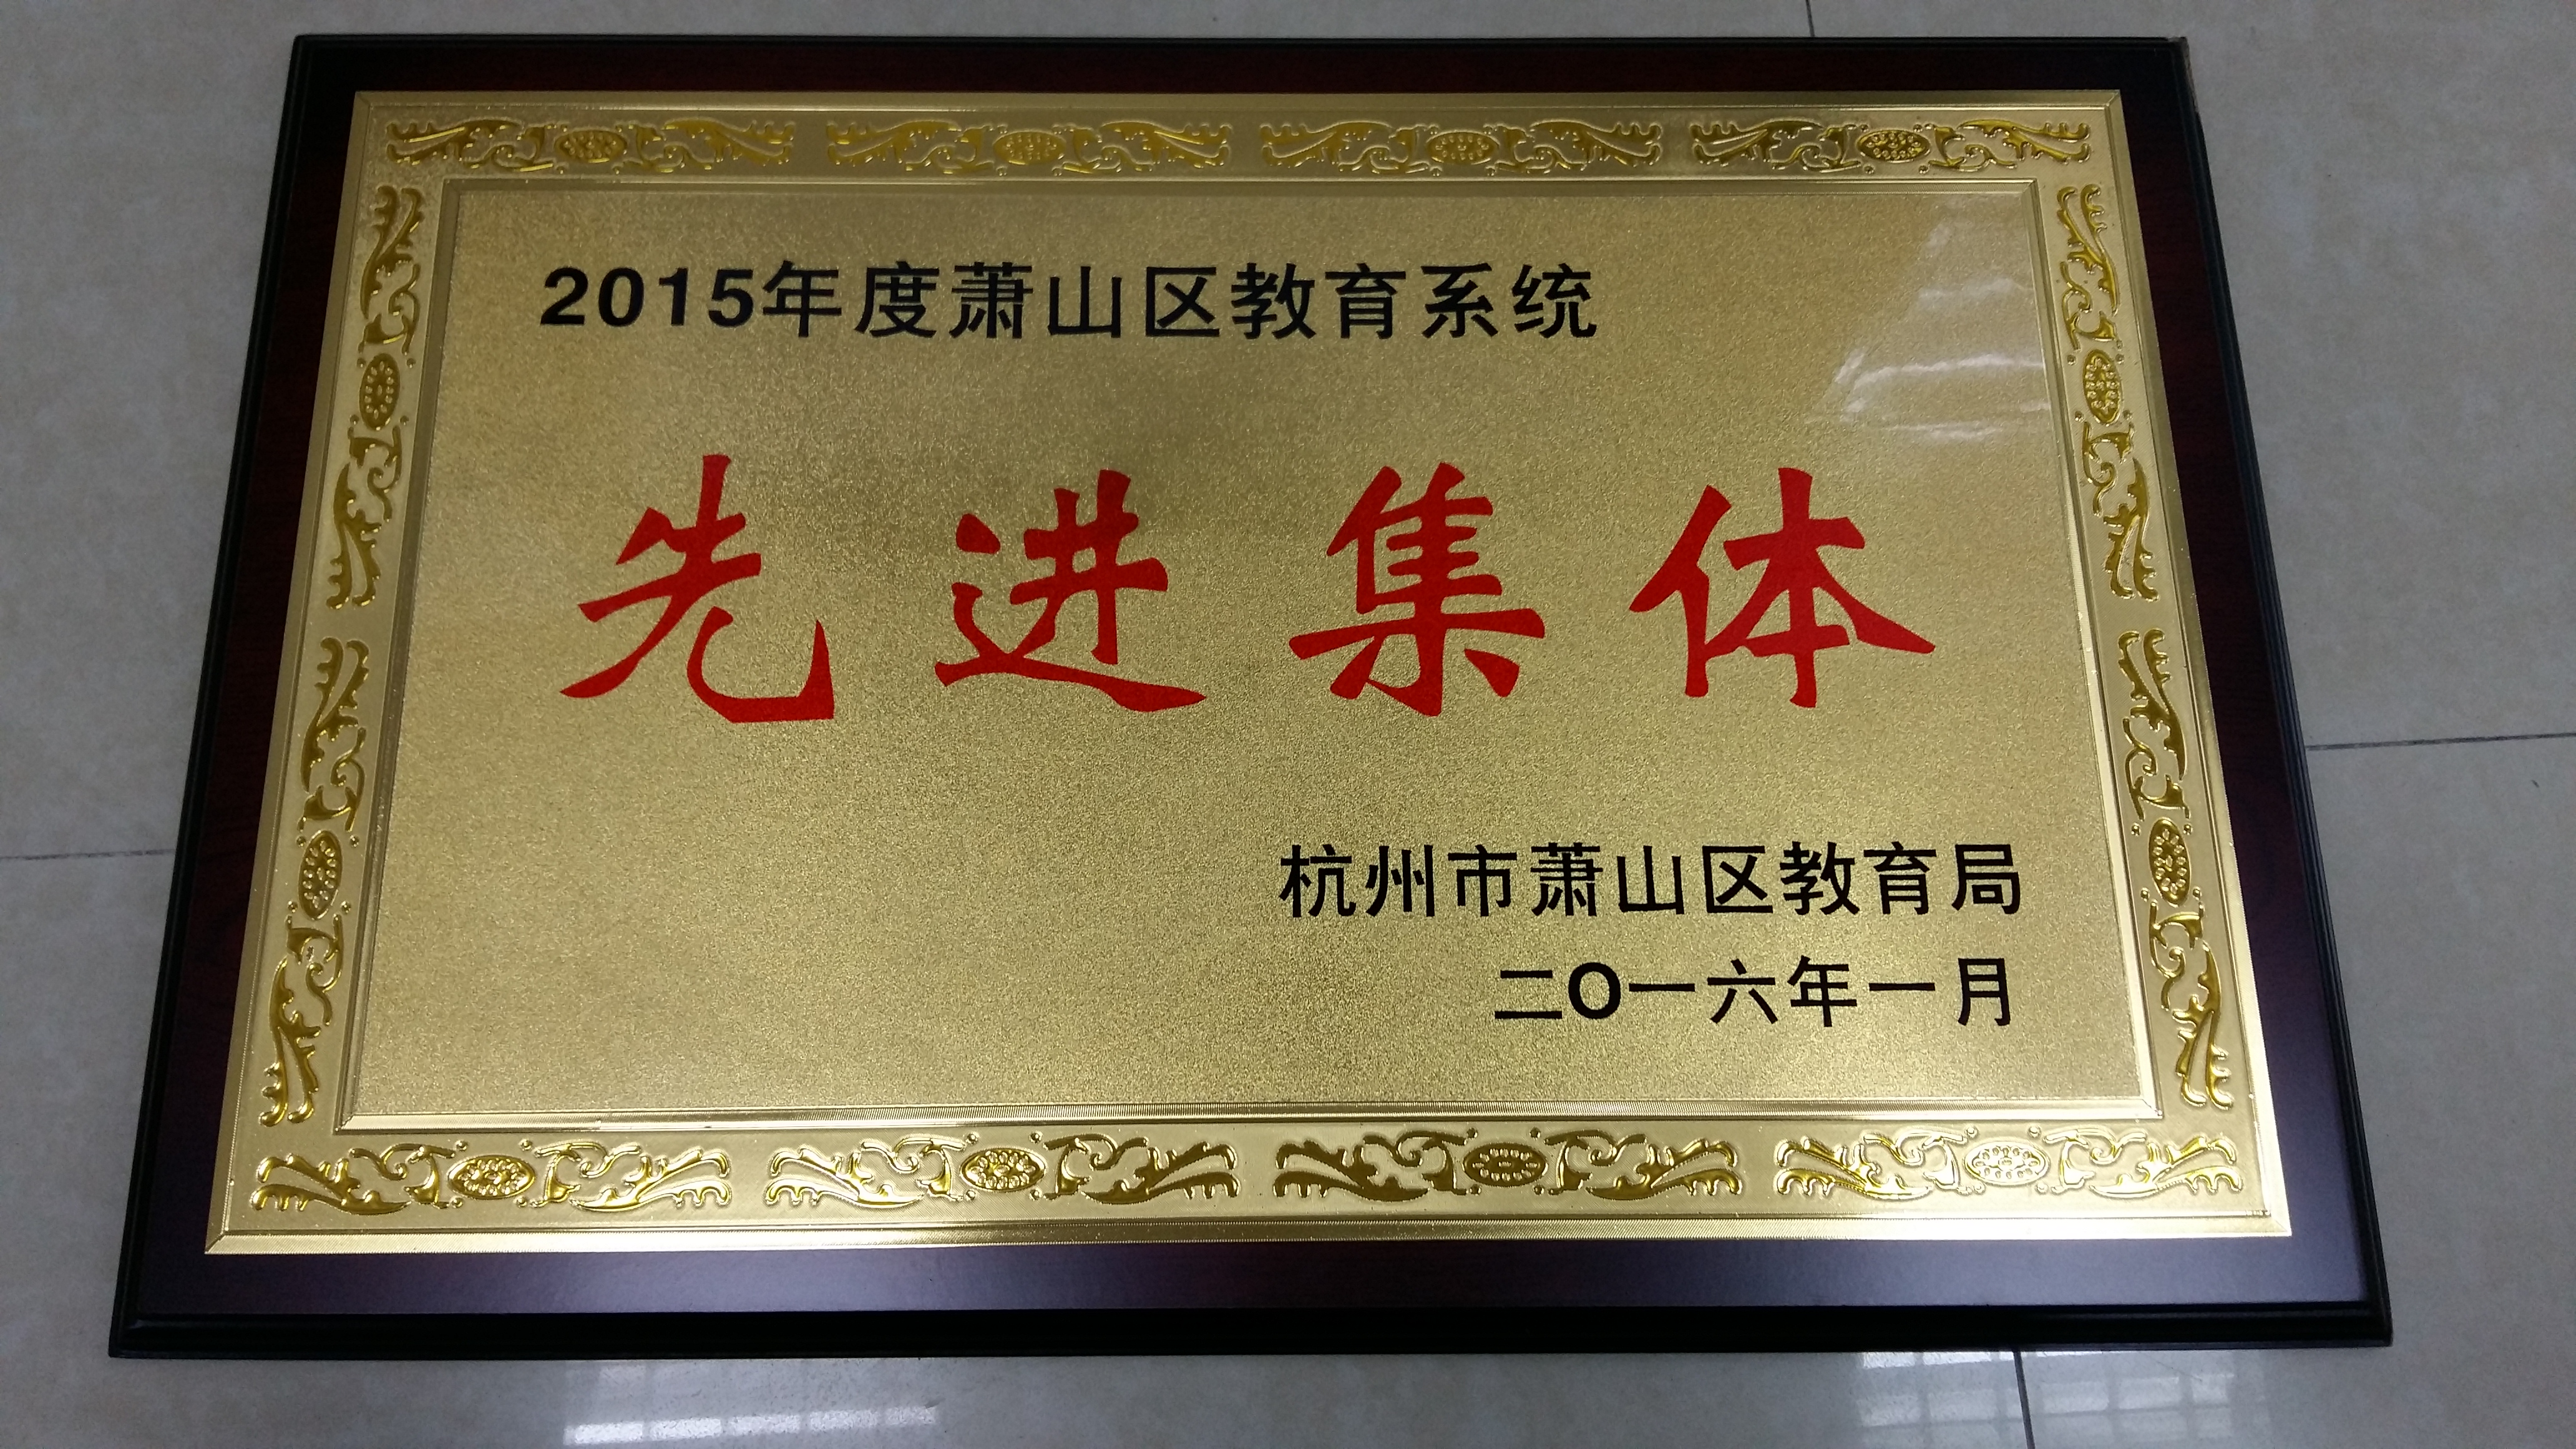 2015年度萧山区教育系统
先进集体
杭州市萧山区教育局
二O一六年一月